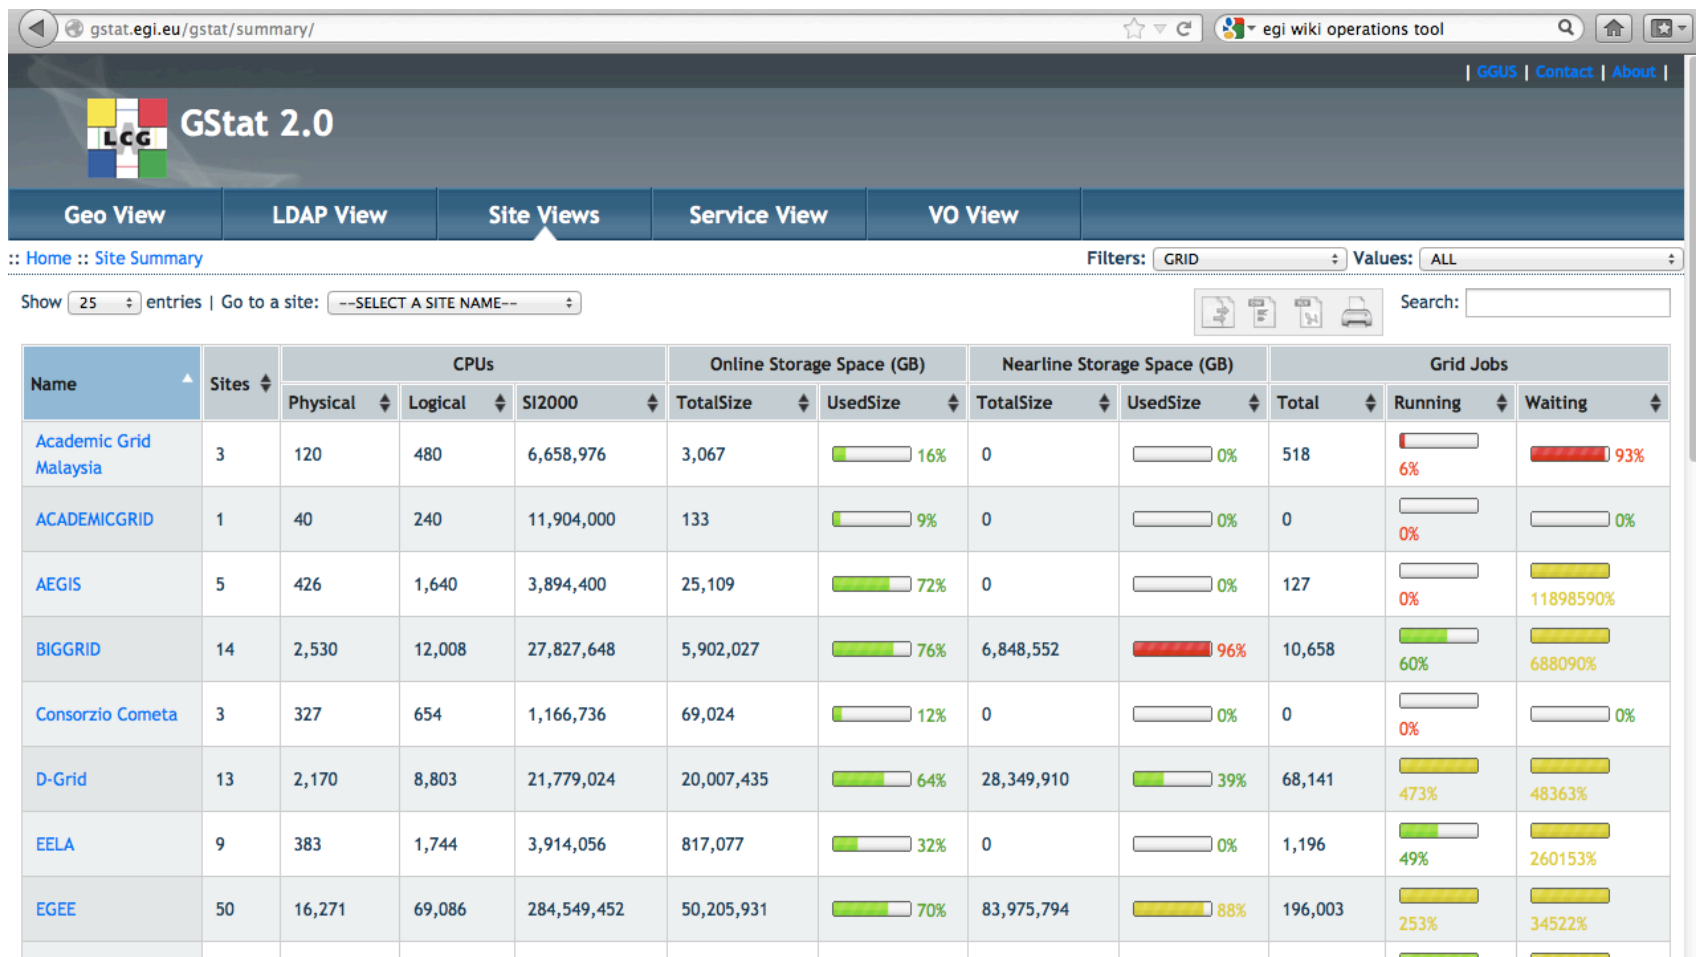 gstat.egi.eu/gstat/summary/ egi wiki operations tool
| GGUS | Contact | About |
LCG GStat 2.0
Geo View LDAP View Site Views Service View VO View
:: Home :: Site Summary Filters: GRID Values: ALL
Show 25 entries | Go to a site: --SELECT A SITE NAME-- Search:
Name Sites CPUs Online Storage Space (GB) Nearline Storage Space (GB) Grid Jobs
Physical Logical SI2000 TotalSize UsedSize TotalSize UsedSize Total Running Waiting
Academic Grid Malaysia 3 120 480 6,658,976 3,067 16% 0 0% 518 6% 93%
ACADEMICGRID 1 40 240 11,904,000 133 9% 0 0% 0 0% 0%
AEGIS 5 426 1,640 3,894,400 25,109 72% 0 0% 127 0% 11898590%
BIGGRID 14 2,530 12,008 27,827,648 5,902,027 76% 6,848,552 96% 10,658 60% 688090%
Consorzio Cometa 3 327 654 1,166,736 69,024 12% 0 0% 0 0% 0%
D-Grid 13 2,170 8,803 21,779,024 20,007,435 64% 28,349,910 39% 68,141 473% 48363%
EELA 9 383 1,744 3,914,056 817,077 32% 0 0% 1,196 49% 260153%
EGEE 50 16,271 69,086 284,549,452 50,205,931 70% 83,975,794 88% 196,003 253% 34522%